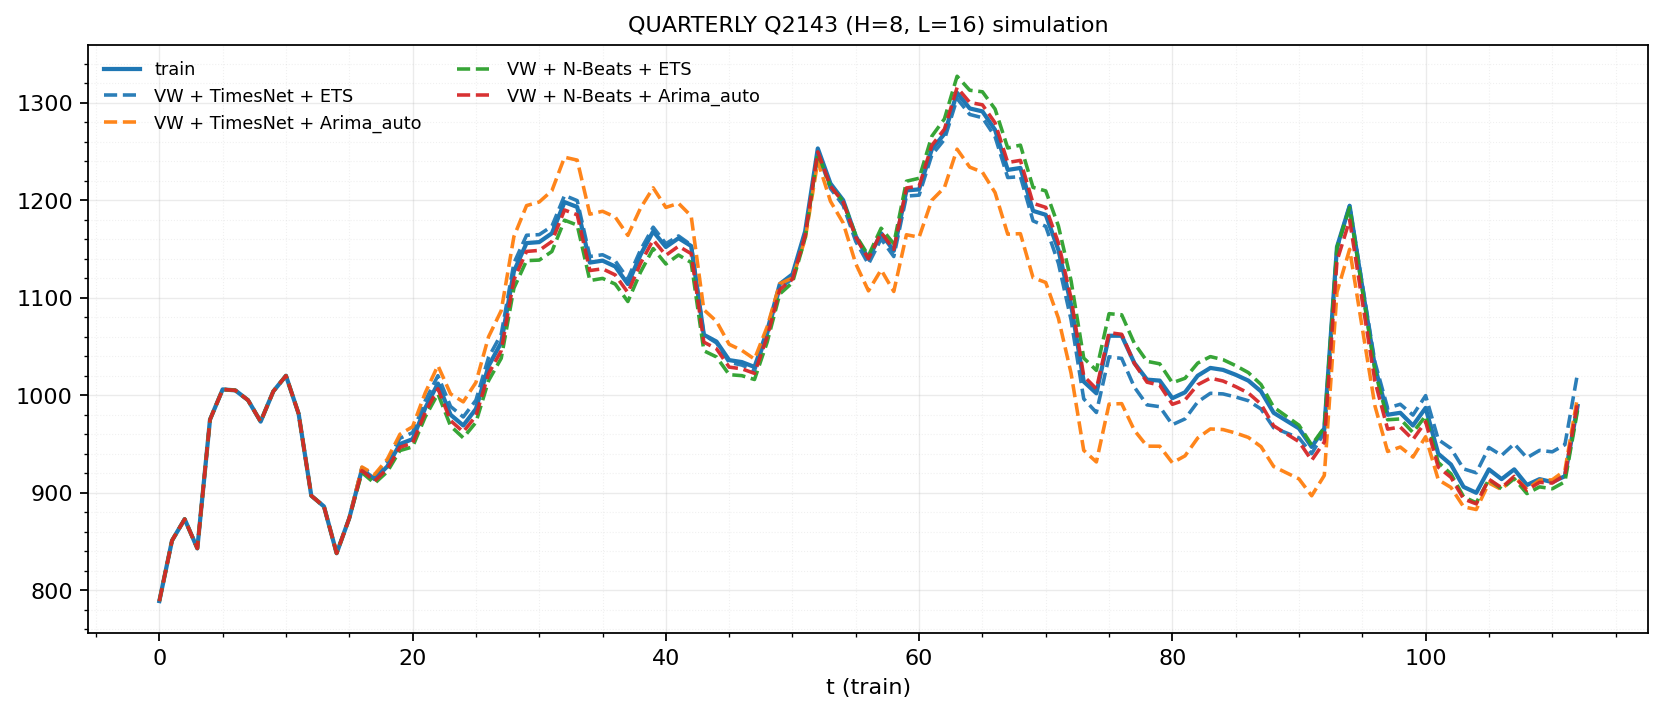 QUARTERLY Q2143 (H=8, L=16) simulation
train
VW + TimesNet + ETS
VW + TimesNet + Arima_auto
VW + N-Beats + ETS
VW + N-Beats + Arima_auto
1300
1200
1100
1000
900
800
0 20 40 60 80 100
t (train)